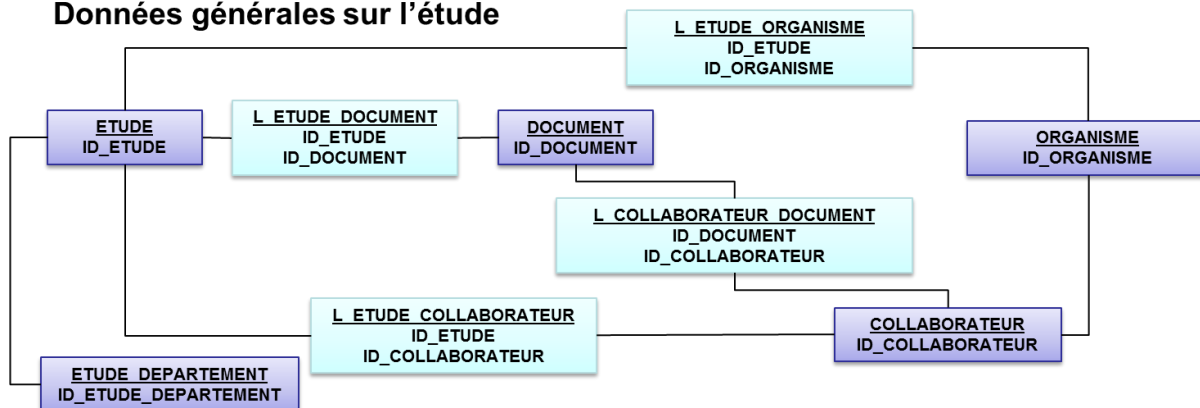 Données générales sur l’étude
L_ETUDE_ORGANISME
ID_ETUDE
ID_ORGANISME
ETUDE
ID_ETUDE
L_ETUDE_DOCUMENT
ID_ETUDE
ID_DOCUMENT
DOCUMENT
ID_DOCUMENT
ORGANISME
ID_ORGANISME
L_COLLABORATEUR_DOCUMENT
ID_DOCUMENT
ID_COLLABORATEUR
L_ETUDE_COLLABORATEUR
ID_ETUDE
ID_COLLABORATEUR
COLLABORATEUR
ID_COLLABORATEUR
ETUDE_DEPARTEMENT
ID_ETUDE_DEPARTEMENT